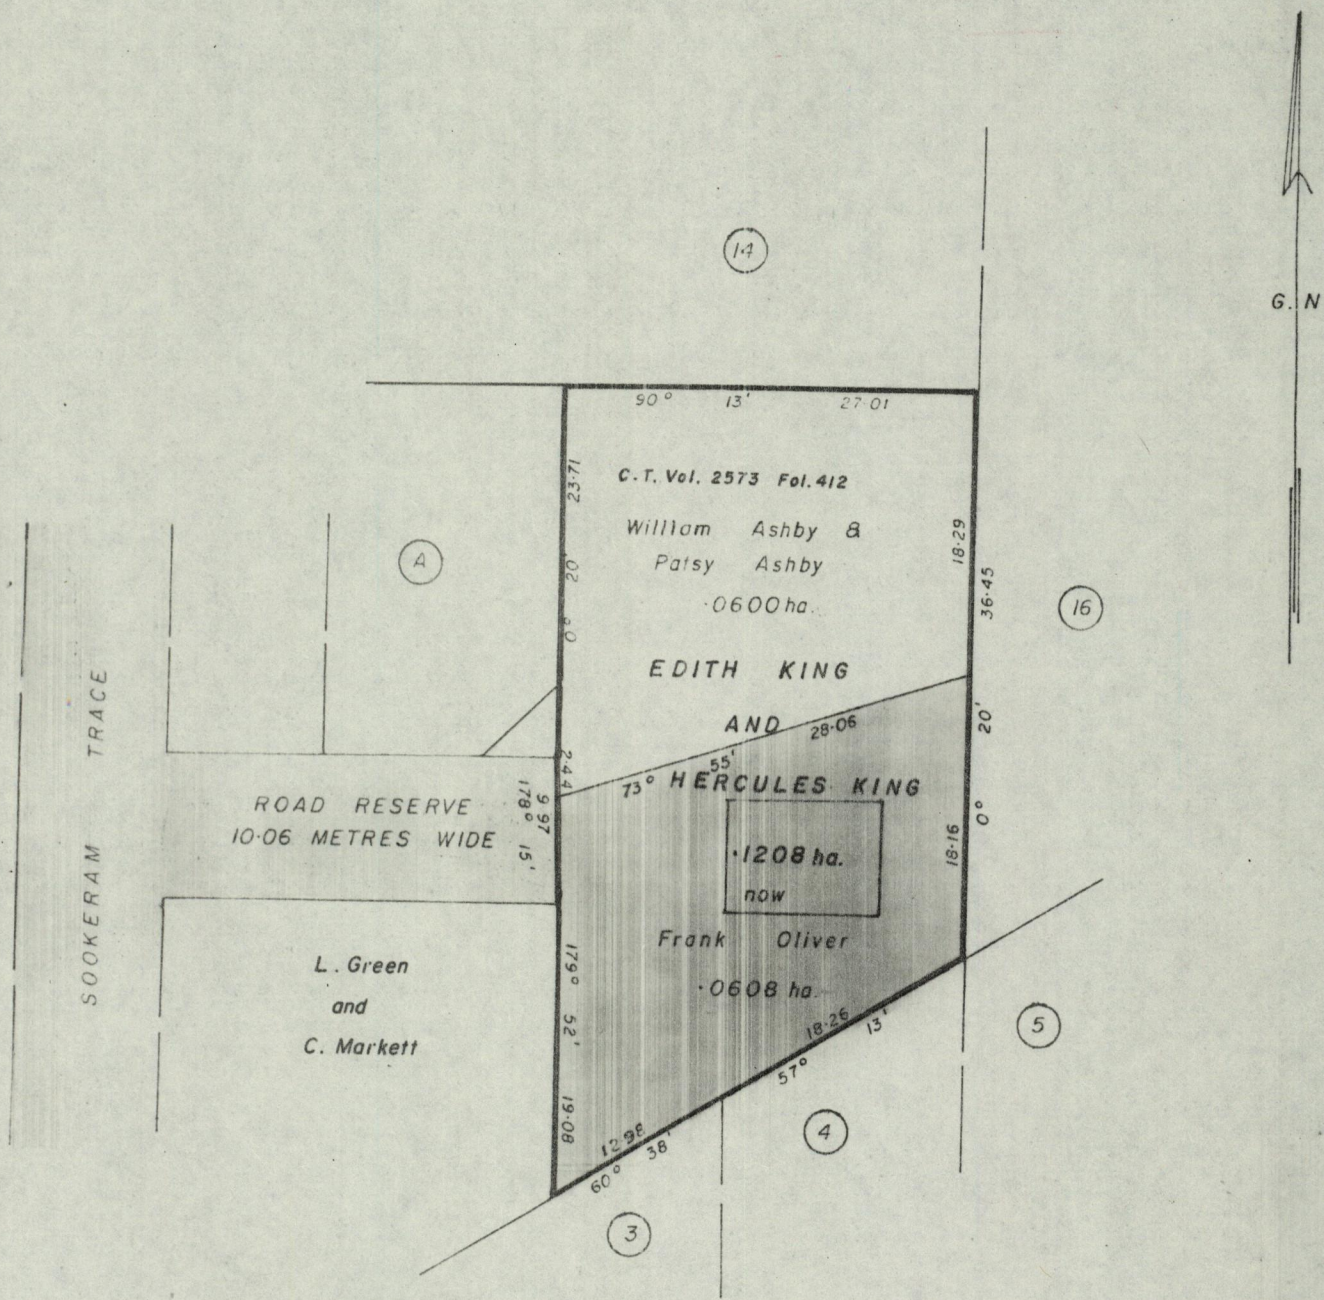 14
G. N
90° 13' 27·01
23·71
C.T. Vol. 2573 Fol. 412
William Ashby &
Patsy Ashby
·0600 ha.
02'
0°
18·29
36·45
A
16
EDITH KING
AND
HERCULES KING
73° 55' 28·06
20'
0°
18·16
2·44
9·97
178° 15'
SOOKERAM TRACE
ROAD RESERVE
10·06 METRES WIDE
·1208 ha.
now
Frank Oliver
·0608 ha.
L. Green
and
C. Markett
179° 52' 19·08
18·26
57° 13'
12·98
60° 38'
5
4
3